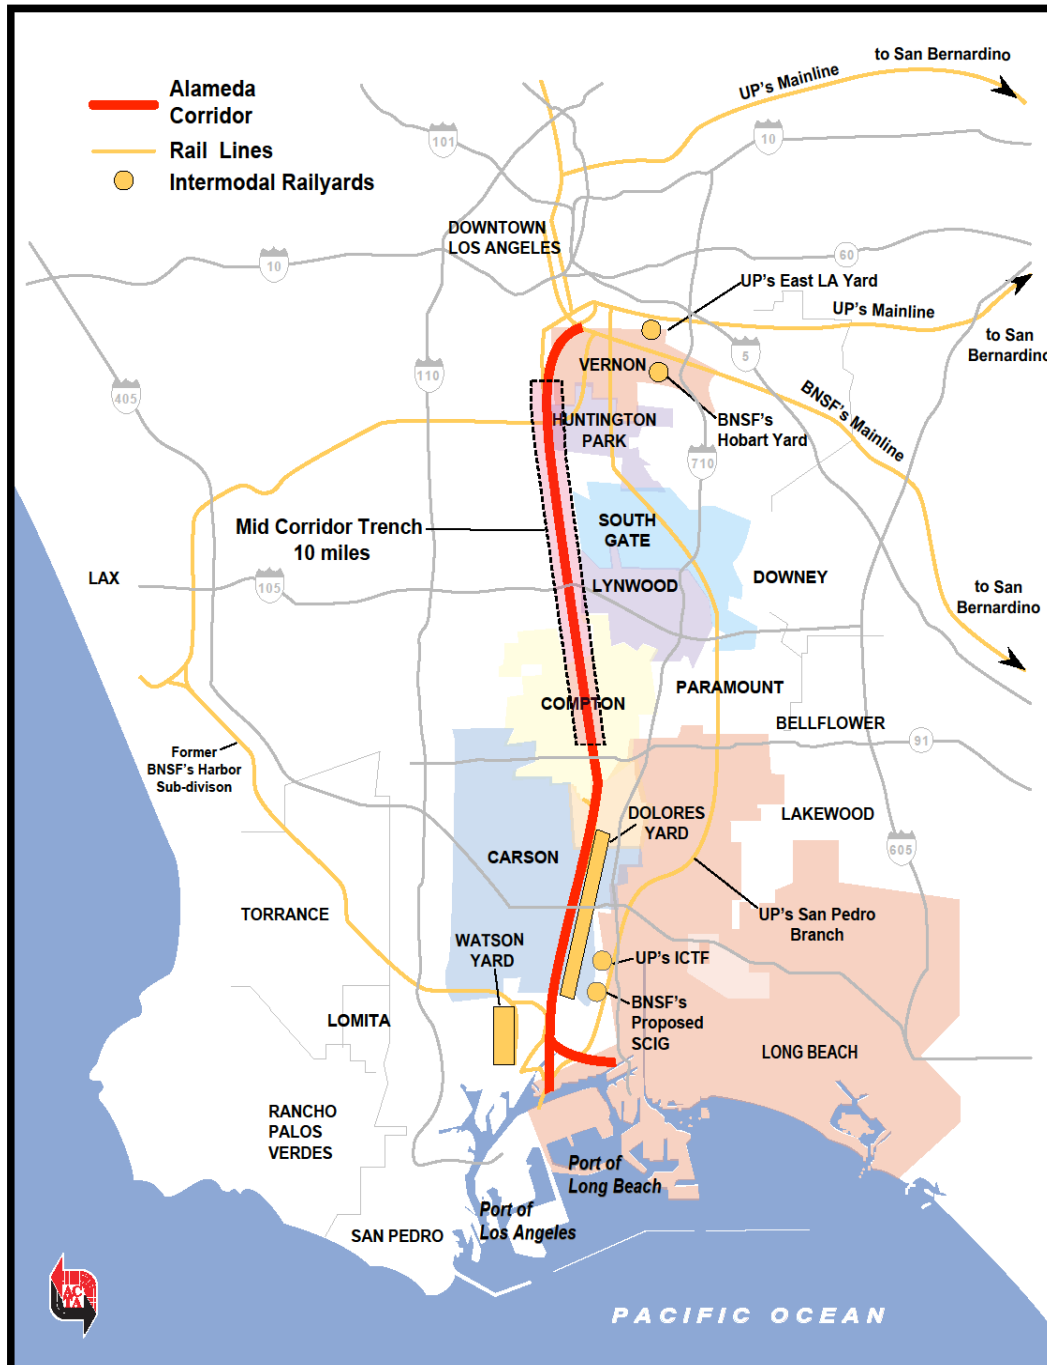 Alameda
Corridor
Rail Lines
Intermodal Railyards
to San Bernardino
UP's Mainline
101
10
DOWNTOWN
LOS ANGELES
10
60
UP's East LA Yard
UP's Mainline
to San
Bernardino
VERNON
5
110
405
BNSF's
Hobart Yard
BNSF's Mainline
HUNTINGTON
PARK
710
Mid Corridor Trench
10 miles
SOUTH
GATE
LAX
105
LYNWOOD
DOWNEY
to San
Bernardino
COMPTON
PARAMOUNT
BELLFLOWER
91
Former
BNSF's Harbor
Sub-divison
DOLORES
YARD
LAKEWOOD
605
CARSON
TORRANCE
UP's San Pedro
Branch
WATSON
YARD
UP's ICTF
BNSF's
Proposed
SCIG
LOMITA
LONG BEACH
RANCHO
PALOS
VERDES
Port of
Long Beach
Port of
Los Angeles
SAN PEDRO
AC
TA
PACIFIC OCEAN